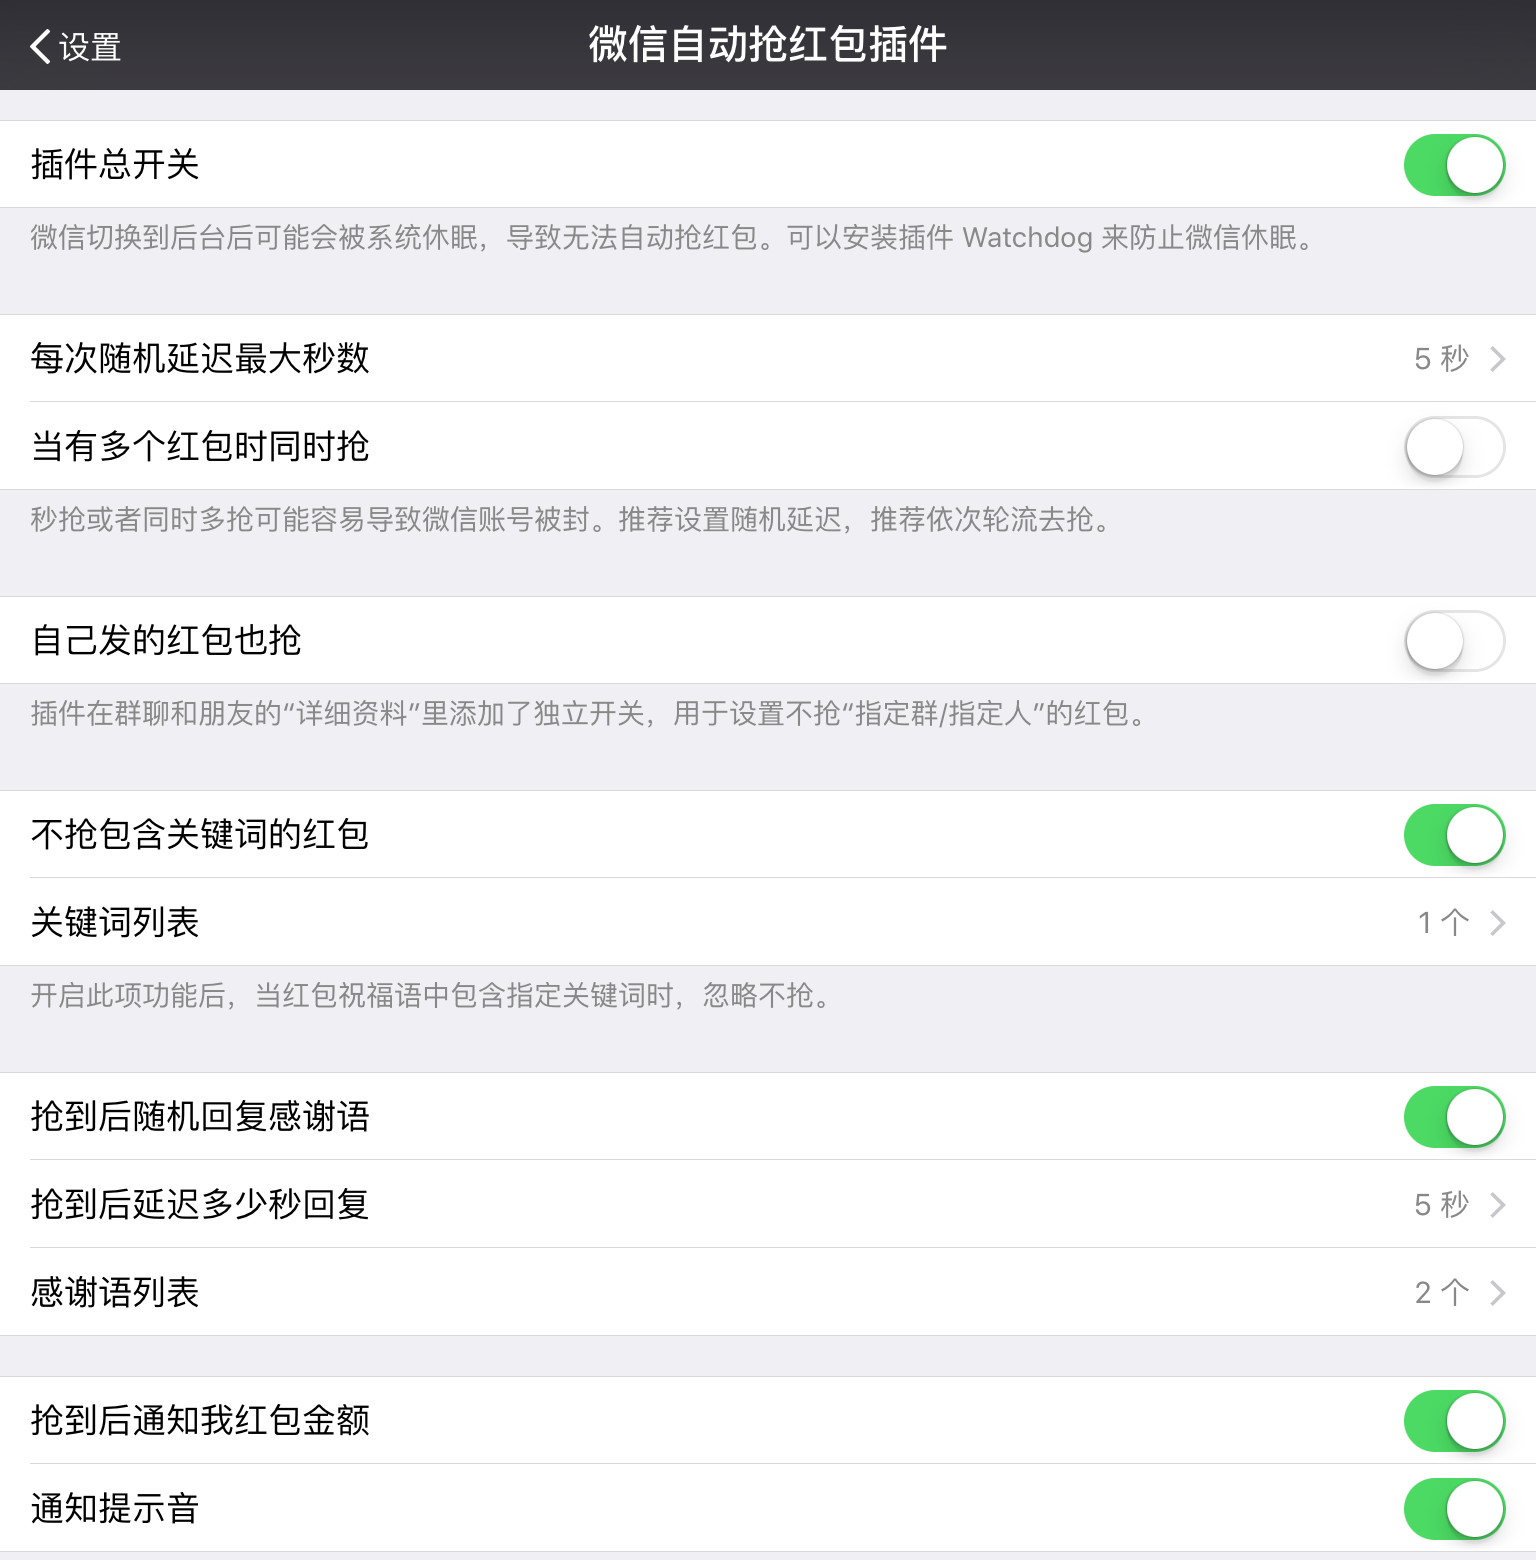 设置
微信自动抢红包插件
插件总开关
微信切换到后台后可能会被系统休眠，导致无法自动抢红包。可以安装插件 Watchdog 来防止微信休眠。
每次随机延迟最大秒数
5 秒
当有多个红包时同时抢
秒抢或者同时多抢可能容易导致微信账号被封。推荐设置随机延迟，推荐依次轮流去抢。
自己发的红包也抢
插件在群聊和朋友的“详细资料”里添加了独立开关，用于设置不抢“指定群/指定人”的红包。
不抢包含关键词的红包
关键词列表
1 个
开启此项功能后，当红包祝福语中包含指定关键词时，忽略不抢。
抢到后随机回复感谢语
抢到后延迟多少秒回复
5 秒
感谢语列表
2 个
抢到后通知我红包金额
通知提示音